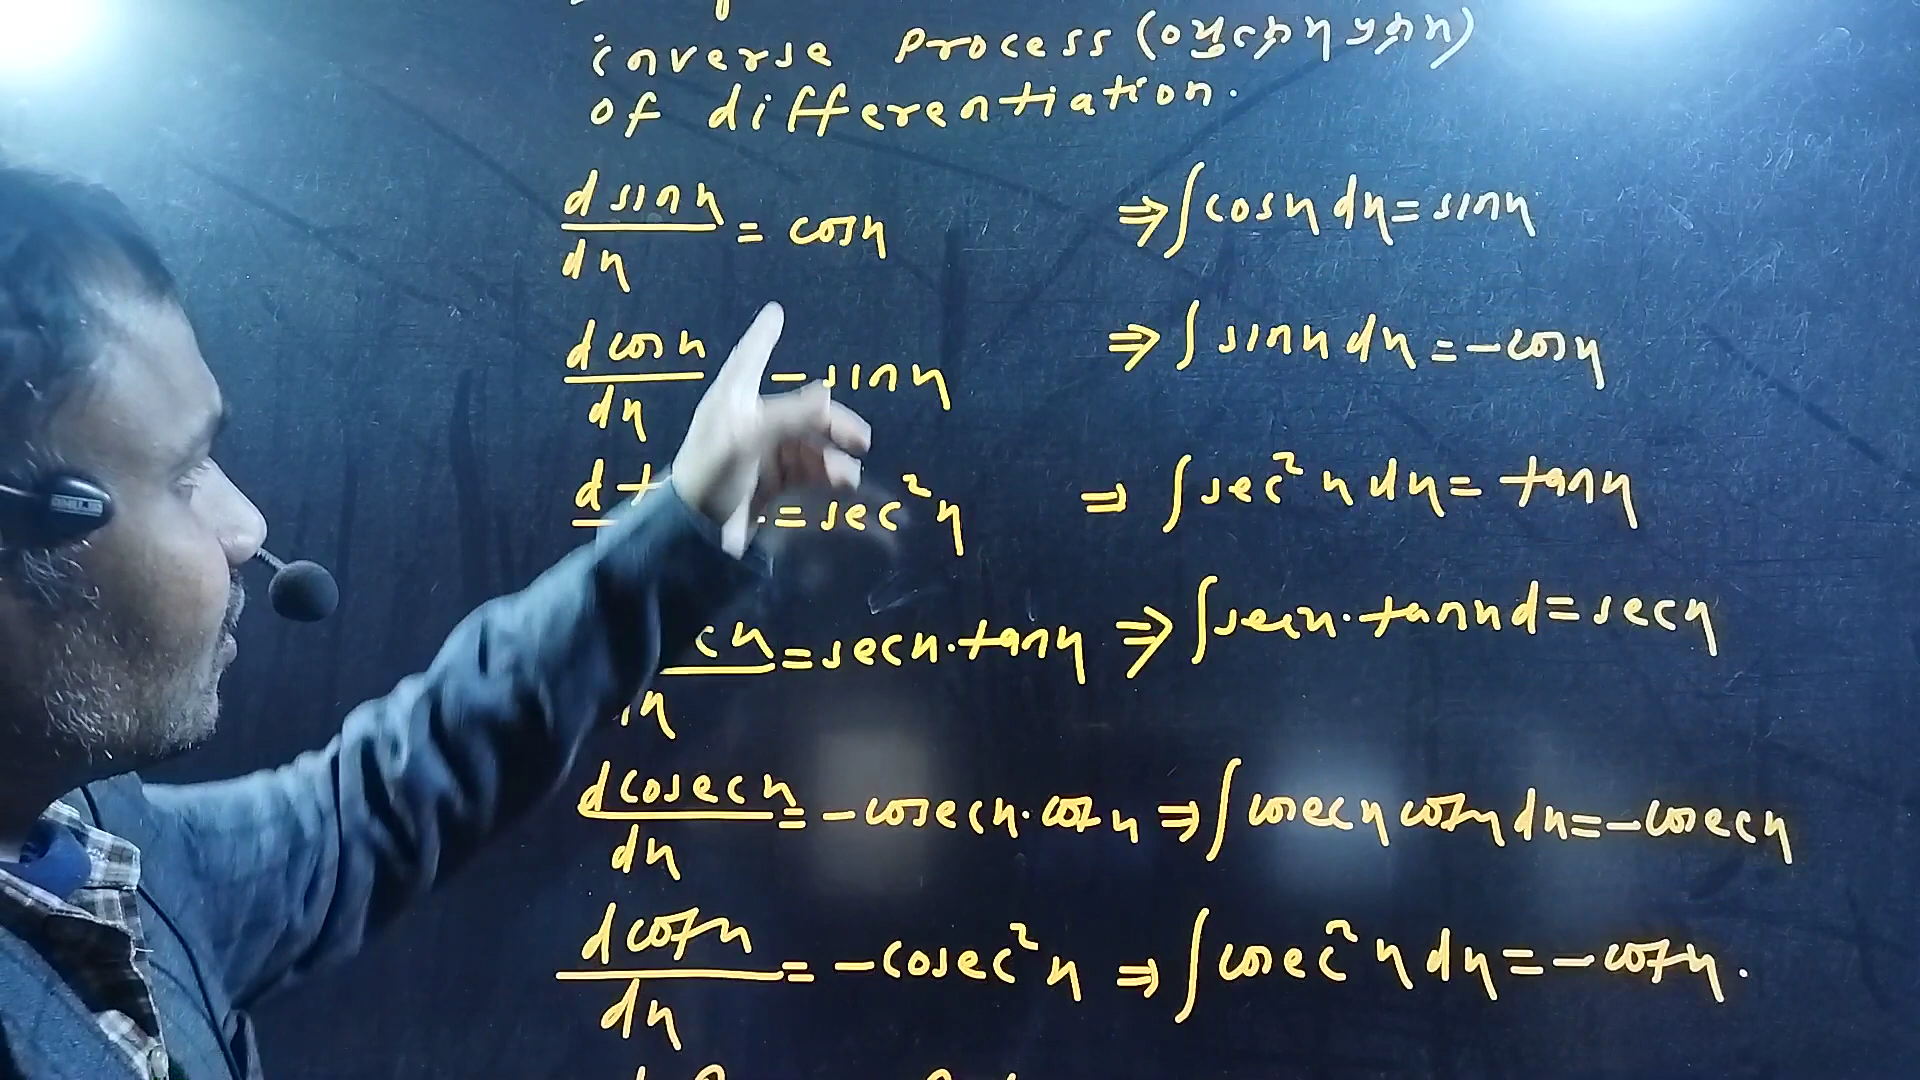 inverse Process (
of differentiation.
d sinx/dx = cosx ⇒ ∫cosx dx = sinx
d cosx/dx - sinx ⇒ ∫ sinx dx = -cosx
d t = sec²x ⇒ ∫ sec²x dx = tanx
cx/x = secx.tanx ⇒ ∫secx.tanx d = secx
d cosecx/dx = -cosecx.cotx ⇒ ∫cosecx cotx dx = -cosecx
d cotx/dx = -cosec²x ⇒ ∫cosec²x dx = -cotx.